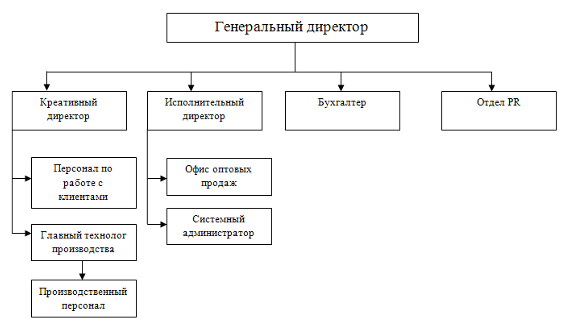 Генеральный директор
Креативный
директор
Исполнительный
директор
Бухгалтер
Отдел PR
Персонал по
работе с
клиентами
Офис оптовых
продаж
Главный технолог
производства
Системный
администратор
Производственный
персонал